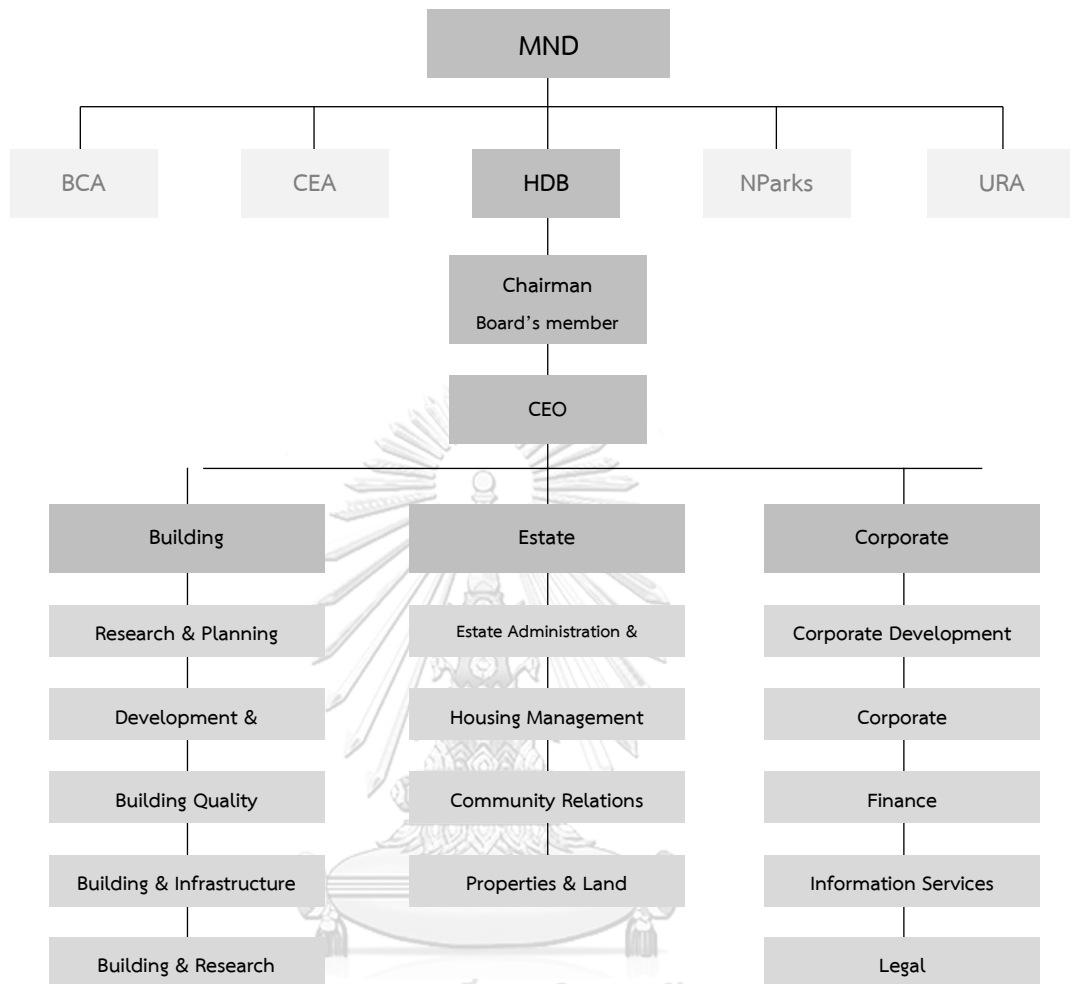 MND
BCA
CEA
HDB
NParks
URA
Chairman
Board's member
CEO
Building
Estate
Corporate
Research & Planning
Estate Administration &
Corporate Development
Development &
Housing Management
Corporate
Building Quality
Community Relations
Finance
Building & Infrastructure
Properties & Land
Information Services
Building & Research
Legal